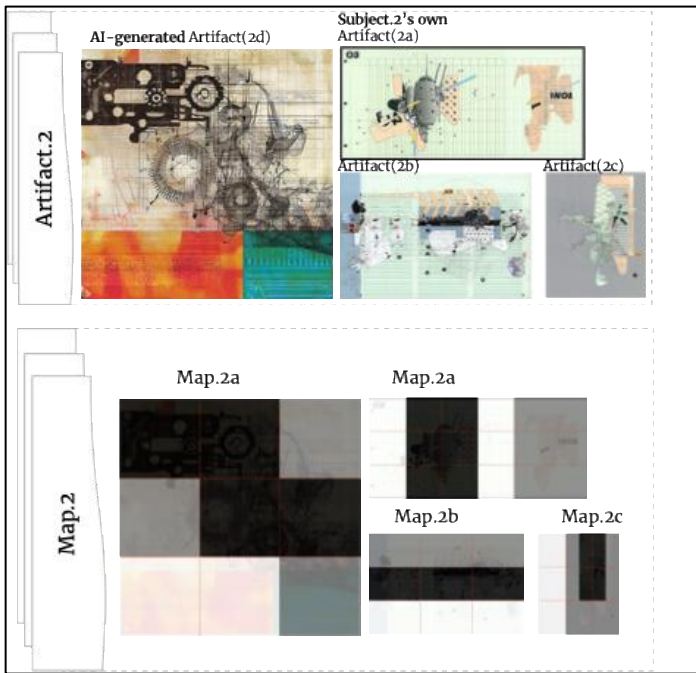 AI-generated Artifact(2d)
Subject.2's own
Artifact(2a)
Artifact(2b)
Artifact(2c)
Artifact.2
Map.2a
Map.2a
Map.2b
Map.2c
Map.2